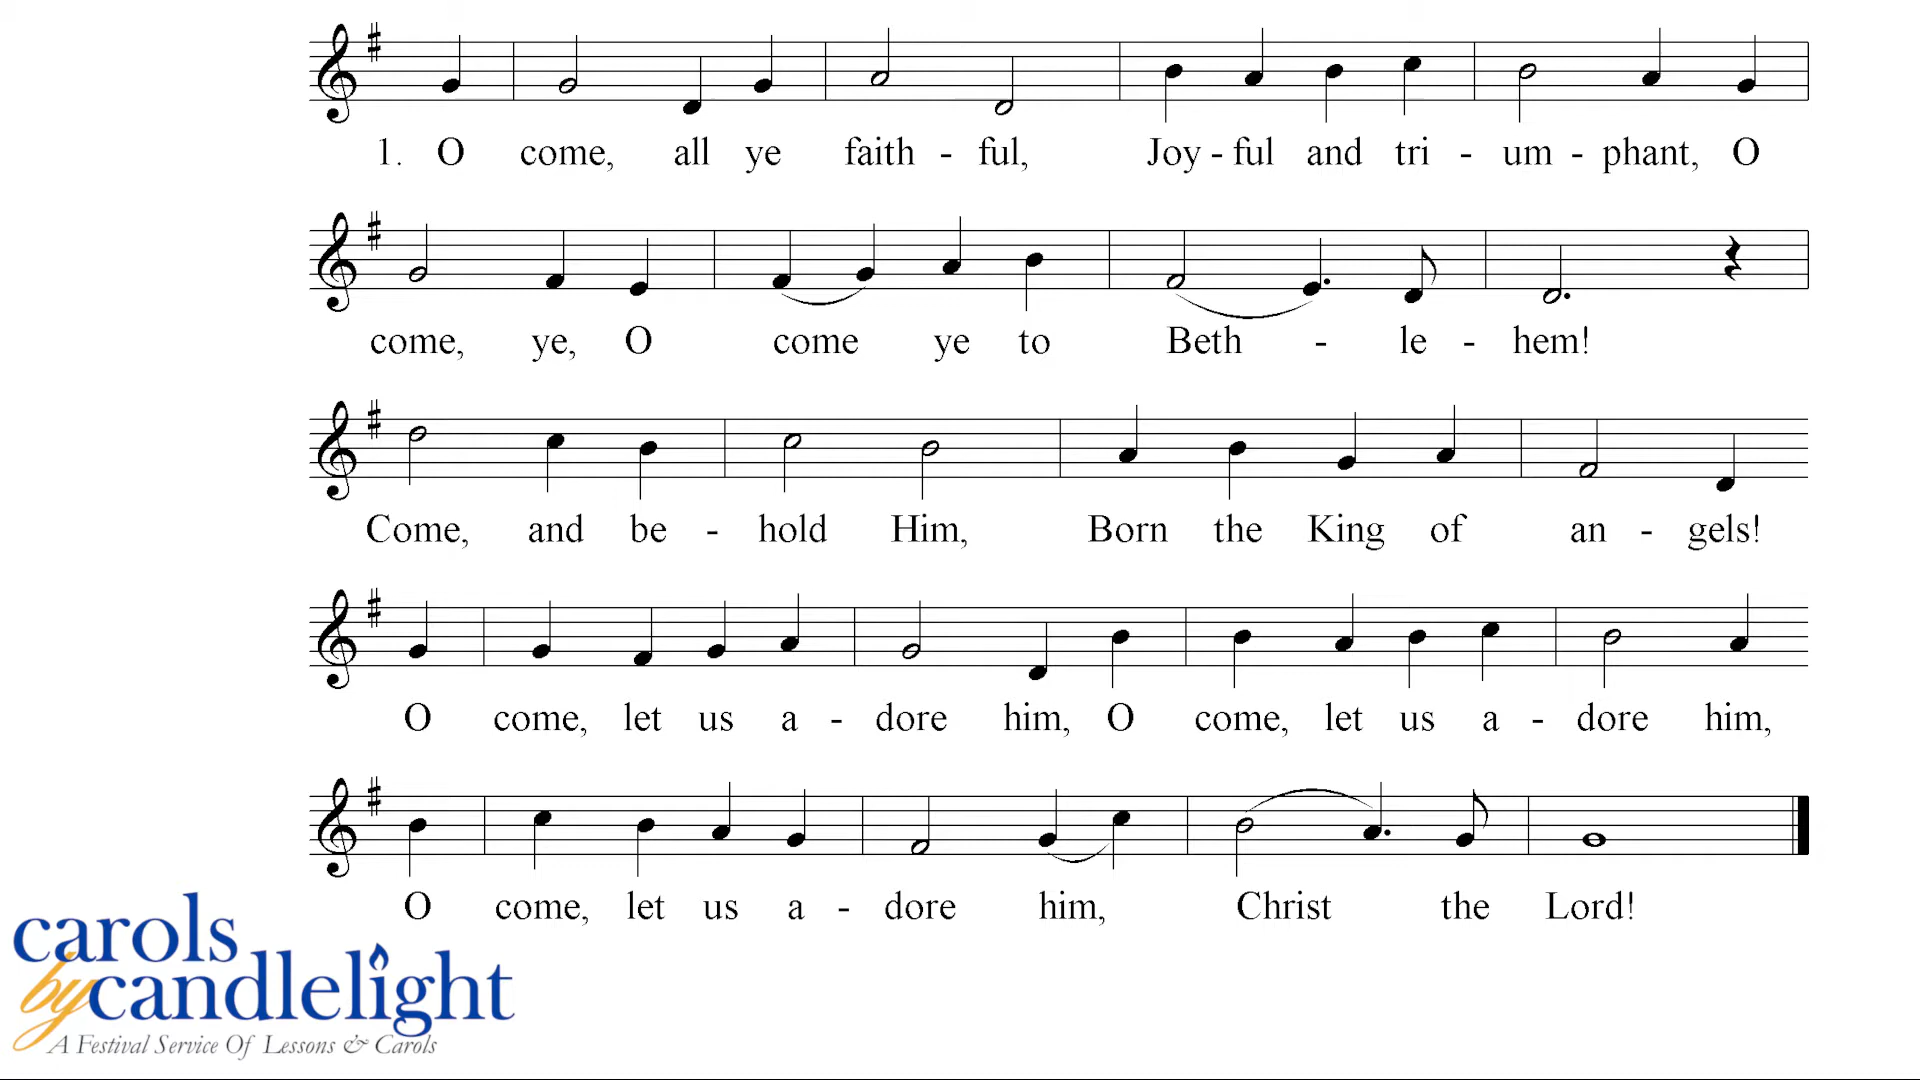 1. O come, all ye faith - ful, Joy - ful and tri - um - phant, O
come, ye, O come ye to Beth - le - hem!
Come, and be - hold Him, Born the King of an - gels!
O come, let us a - dore him, O come, let us a - dore him,
O come, let us a - dore him, Christ the Lord!
carols
by candlelight
A Festival Service Of Lessons & Carols